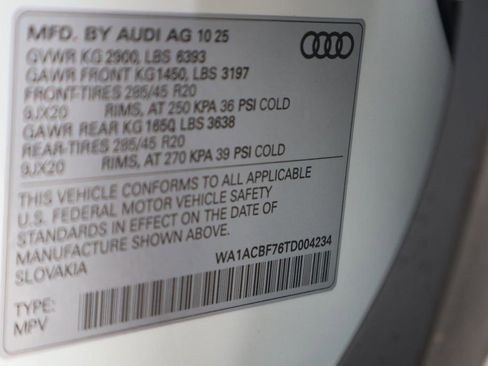 MFD. BY AUDI AG 10 25
GVWR KG 2900, LBS 6393
GAWR FRONT KG 1450, LBS 3197
FRONT-TIRES 285/45 R20
9JX20 RIMS, AT 250 KPA 36 PSI COLD
GAWR REAR KG 1650, LBS 3638
REAR-TIRES 285/45 R20
9JX20 RIMS, AT 270 KPA 39 PSI COLD
THIS VEHICLE CONFORMS TO ALL APPLICABLE
U.S. FEDERAL MOTOR VEHICLE SAFETY
STANDARDS IN EFFECT ON THE DATE OF
MANUFACTURE SHOWN ABOVE.
SLOVAKIA
WA1ACBF76TD004234
TYPE:
MPV